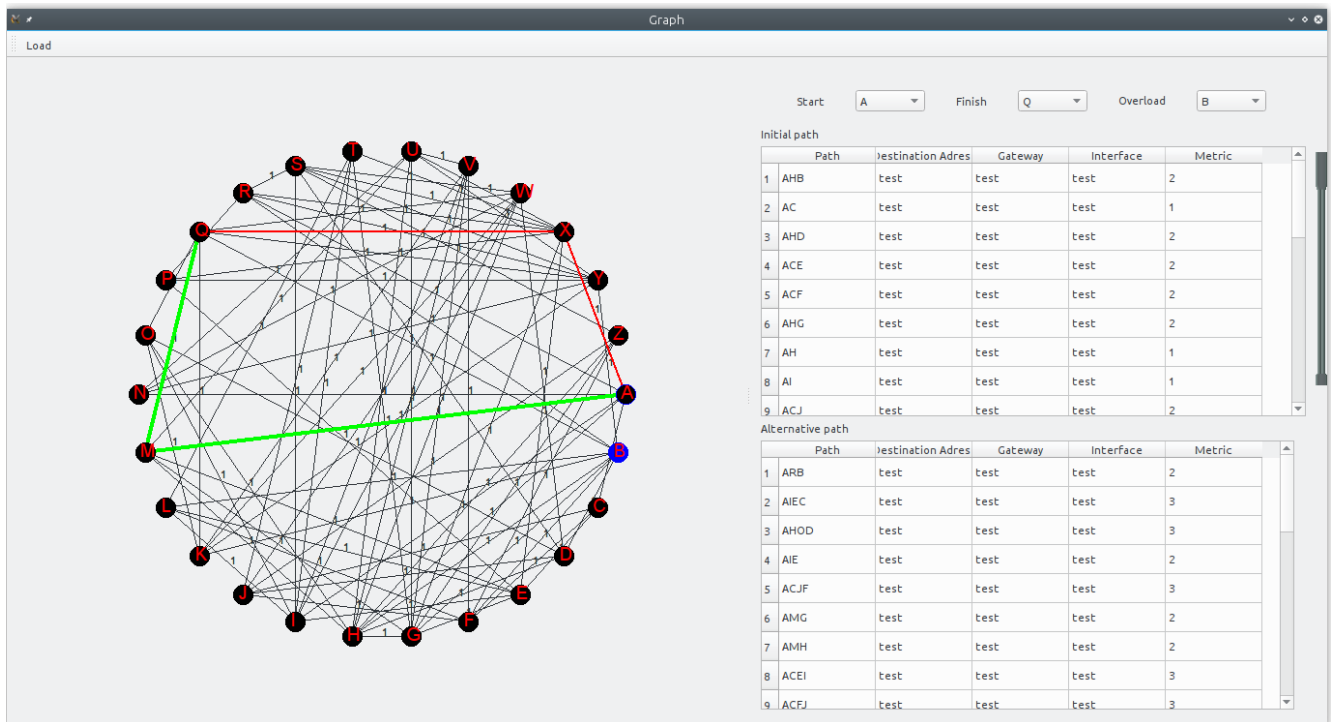 Graph
Load
Start A Finish Q Overload B
Initial path
Path Destination Adres Gateway Interface Metric
1 AHB test test test 2
2 AC test test test 1
3 AHD test test test 2
4 ACE test test test 2
5 ACF test test test 2
6 AHG test test test 2
7 AH test test test 1
8 AI test test test 1
9 ACJ test test test 2
Alternative path
Path Destination Adres Gateway Interface Metric
1 ARB test test test 2
2 AIEC test test test 3
3 AHOD test test test 3
4 AIE test test test 2
5 ACJF test test test 3
6 AMG test test test 2
7 AMH test test test 2
8 ACEI test test test 3
9 ACFJ test test test 3
T U
S V
R W
Q X
P Y
O Z
N A
M B
L C
K D
J E
I F
H G